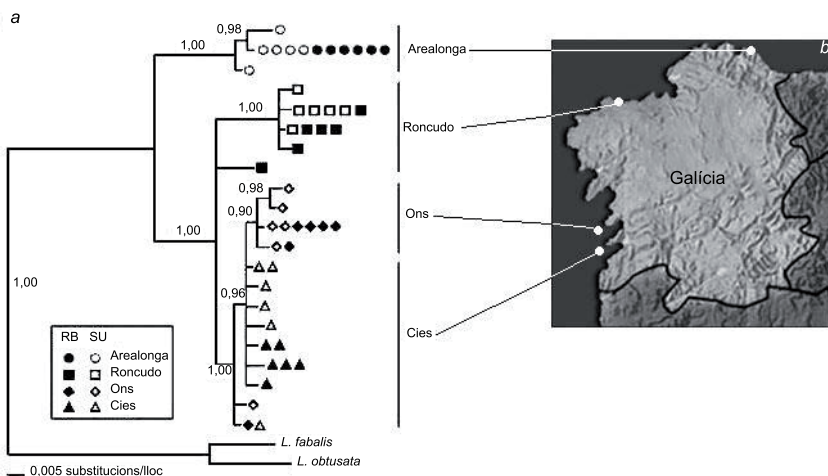 a
b
0,98
1,00
Arealonga
1,00
Roncudo
Galícia
0,98
0,90
Ons
1,00
1,00
0,96
Cies
RB SU
Arealonga
Roncudo
Ons
Cies
1,00
L. fabalis
L. obtusata
0,005 substitucions/lloc